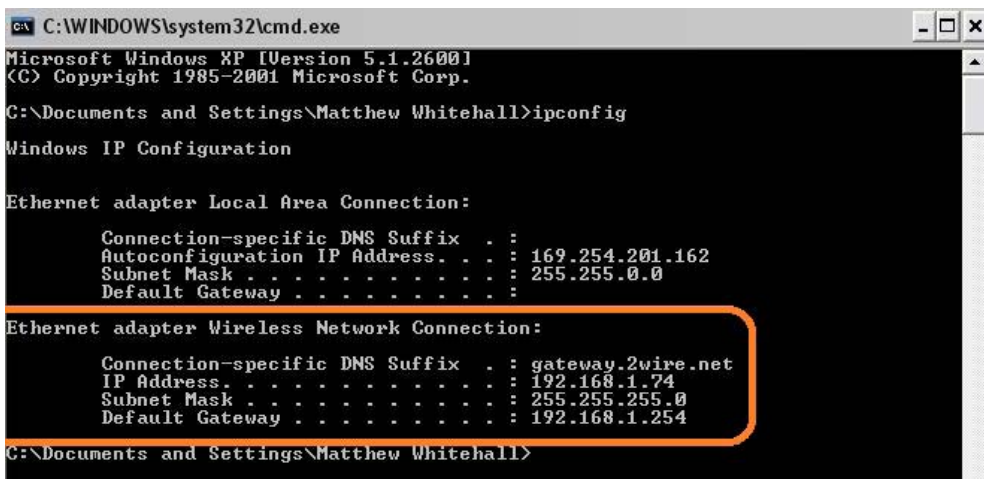 C:\WINDOWS\system32\cmd.exe
Microsoft Windows XP [Version 5.1.2600]
(C) Copyright 1985-2001 Microsoft Corp.
C:\Documents and Settings\Matthew Whitehall>ipconfig
Windows IP Configuration
Ethernet adapter Local Area Connection:
Connection-specific DNS Suffix . :
Autoconfiguration IP Address. . . : 169.254.201.162
Subnet Mask . . . . . . . . . . . : 255.255.0.0
Default Gateway . . . . . . . . . :
Ethernet adapter Wireless Network Connection:
Connection-specific DNS Suffix . : gateway.2wire.net
IP Address. . . . . . . . . . . . : 192.168.1.74
Subnet Mask . . . . . . . . . . . : 255.255.255.0
Default Gateway . . . . . . . . . : 192.168.1.254
C:\Documents and Settings\Matthew Whitehall>